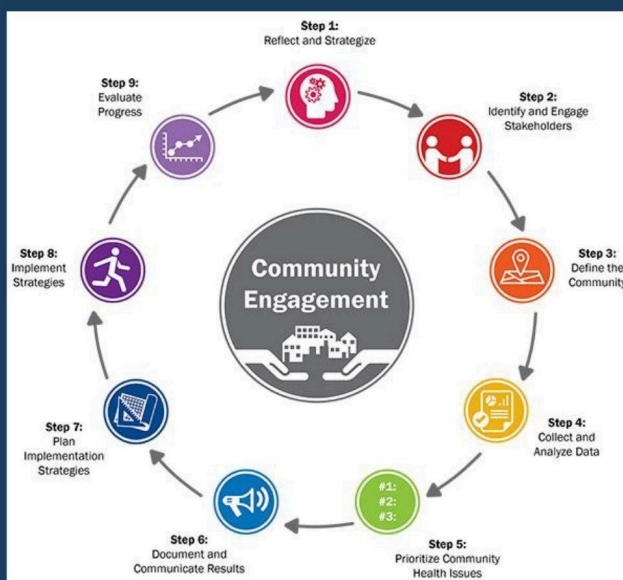 Step 1:
Reflect and Strategize
Step 2:
Identify and Engage
Stakeholders
Step 3:
Define the
Community
Step 4:
Collect and
Analyze Data
#1:
#2:
#3:
Step 5:
Prioritize Community
Health Issues
Step 6:
Document and
Communicate Results
Step 7:
Plan
Implementation
Strategies
Step 8:
Implement
Strategies
Step 9:
Evaluate
Progress
Community
Engagement